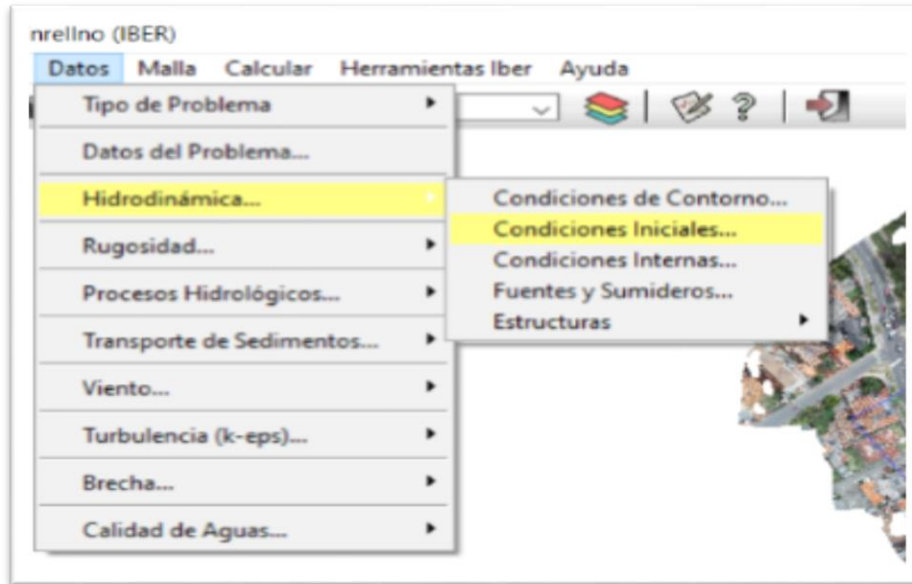 nrellno (IBER)
Datos Malla Calcular Herramientas Iber Ayuda
Tipo de Problema
Datos del Problema...
Hidrodinámica...
Rugosidad...
Procesos Hidrológicos...
Transporte de Sedimentos...
Viento...
Turbulencia (k-eps)...
Brecha...
Calidad de Aguas...
Condiciones de Contorno...
Condiciones Iniciales...
Condiciones Internas...
Fuentes y Sumideros...
Estructuras